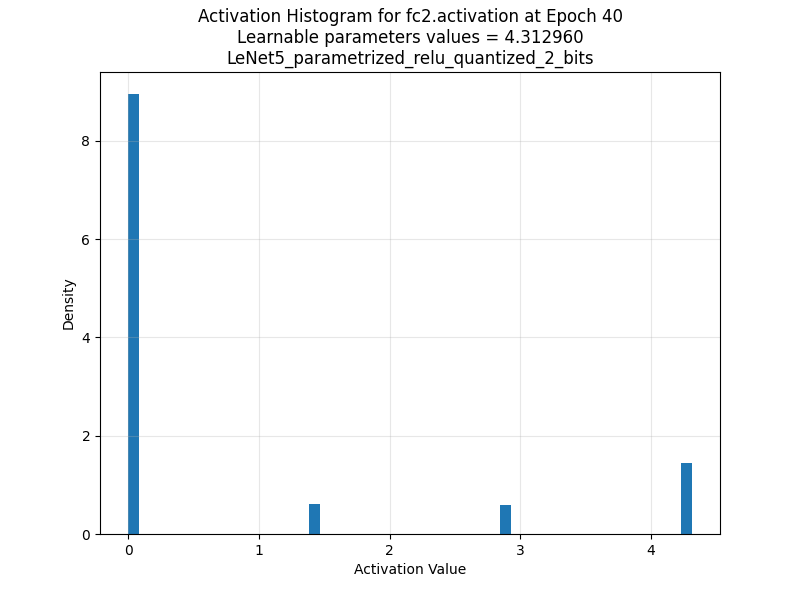 Activation Histogram for fc2.activation at Epoch 40
Learnable parameters values = 4.312960
LeNet5_parametrized_relu_quantized_2_bits
8
6
4
2
0
Density
0 1 2 3 4
Activation Value